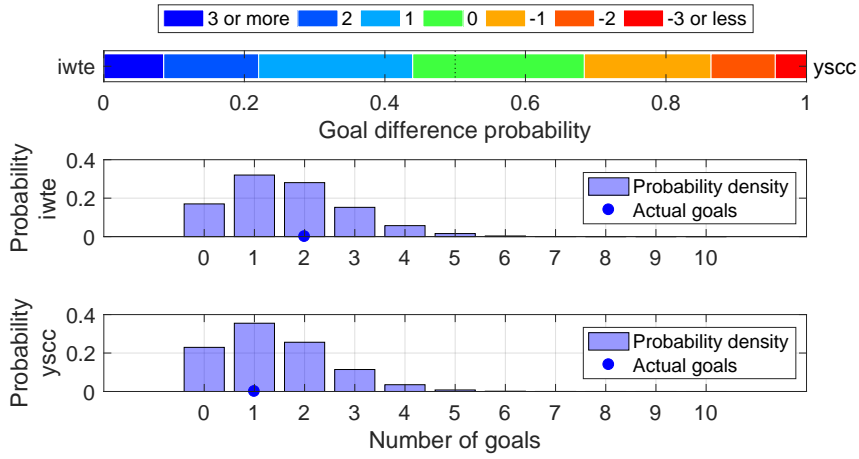 3 or more 2 1 0 -1 -2 -3 or less
iwte yscc
0 0.2 0.4 0.6 0.8 1
Goal difference probability
Probability
iwte
0.4
0.2
0
Probability density
Actual goals
0 1 2 3 4 5 6 7 8 9 10
Probability
yscc
0.4
0.2
0
Probability density
Actual goals
0 1 2 3 4 5 6 7 8 9 10
Number of goals